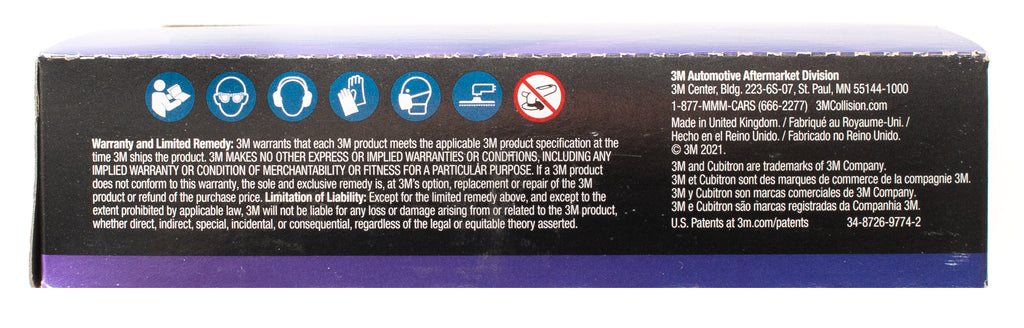 Warranty and Limited Remedy: 3M warrants that each 3M product meets the applicable 3M product specification at the
time 3M ships the product. 3M MAKES NO OTHER EXPRESS OR IMPLIED WARRANTIES OR CONDITIONS, INCLUDING ANY
IMPLIED WARRANTY OR CONDITION OF MERCHANTABILITY OR FITNESS FOR A PARTICULAR PURPOSE. If a 3M product
does not conform to this warranty, the sole and exclusive remedy is, at 3M's option, replacement or repair of the 3M
product or refund of the purchase price. Limitation of Liability: Except for the limited remedy above, and except to the
extent prohibited by applicable law, 3M will not be liable for any loss or damage arising from or related to the 3M product,
whether direct, indirect, special, incidental, or consequential, regardless of the legal or equitable theory asserted.
3M Automotive Aftermarket Division
3M Center, Bldg. 223-6S-07, St. Paul, MN 55144-1000
1-877-MMM-CARS (666-2277) 3MCollision.com
Made in United Kingdom. / Fabriqué au Royaume-Uni. /
Hecho en el Reino Unido. / Fabricado no Reino Unido.
© 3M 2021.
3M and Cubitron are trademarks of 3M Company.
3M et Cubitron sont des marques de commerce de la compagnie 3M.
3M y Cubitron son marcas comerciales de 3M Company.
3M e Cubitron são marcas registradas da Companhia 3M.
U.S. Patents at 3m.com/patents 34-8726-9774-2